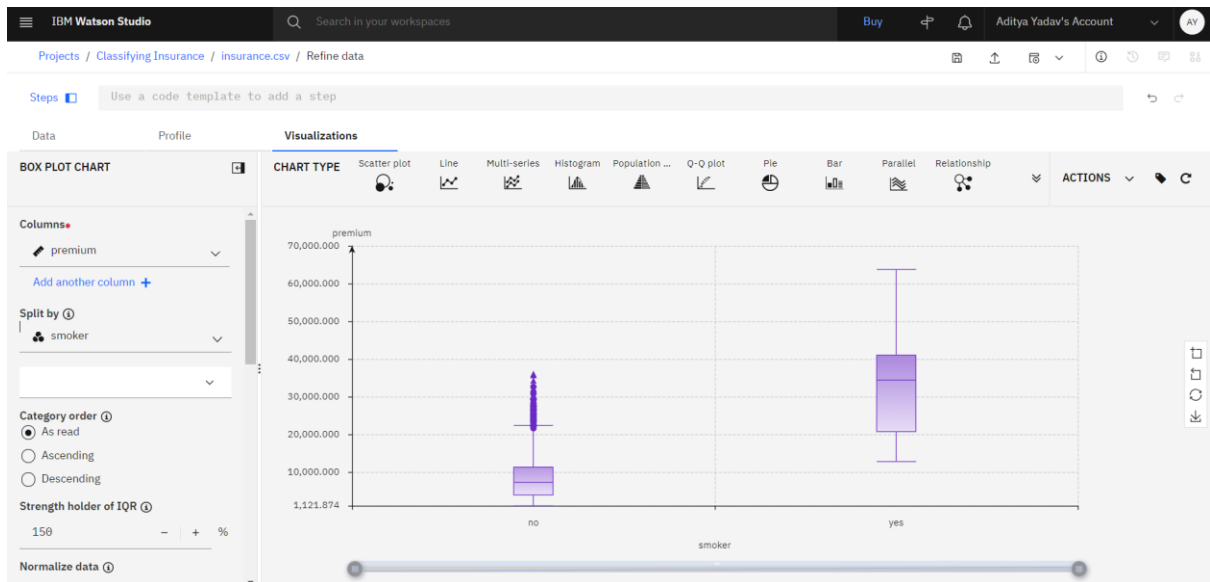 IBM Watson Studio
Search in your workspaces
Buy
Aditya Yadav's Account
AY
Projects / Classifying Insurance / insurance.csv / Refine data
Steps
Use a code template to add a step
Data
Profile
Visualizations
BOX PLOT CHART
CHART TYPE
Scatter plot
Line
Multi-series
Histogram
Population ...
Q-Q plot
Pie
Bar
Parallel
Relationship
ACTIONS
Columns
premium
Add another column +
Split by
smoker
Category order
As read
Ascending
Descending
Strength holder of IQR
150 - + %
Normalize data
premium
70,000.000
60,000.000
50,000.000
40,000.000
30,000.000
20,000.000
10,000.000
1,121.874
no
yes
smoker